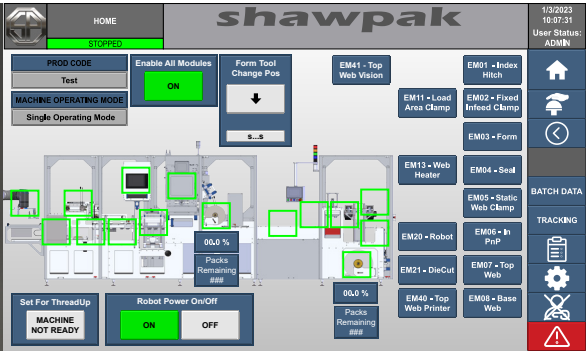 HOME
STOPPED
shawpak
1/3/2023
10:07:31
User Status:
ADMIN
PROD CODE
Test
MACHINE OPERATING MODE
Single Operating Mode
Enable All Modules
ON
Form Tool
Change Pos
s...s
EM41 - Top
Web Vision
EM01 - Index
Hitch
EM11 - Load
Area Clamp
EM02 - Fixed
Infeed Clamp
EM03 - Form
EM13 - Web
Heater
EM04 - Seal
EM05 - Static
Web Clamp
EM20 - Robot
EM06 - In
PnP
EM21 - DieCut
EM07 - Top
Web
EM40 - Top
Web Printer
EM08 - Base
Web
BATCH DATA
TRACKING
00.0 %
Packs
Remaining
###
00.0 %
Packs
Remaining
###
Set For ThreadUp
MACHINE
NOT READY
Robot Power On/Off
ON
OFF